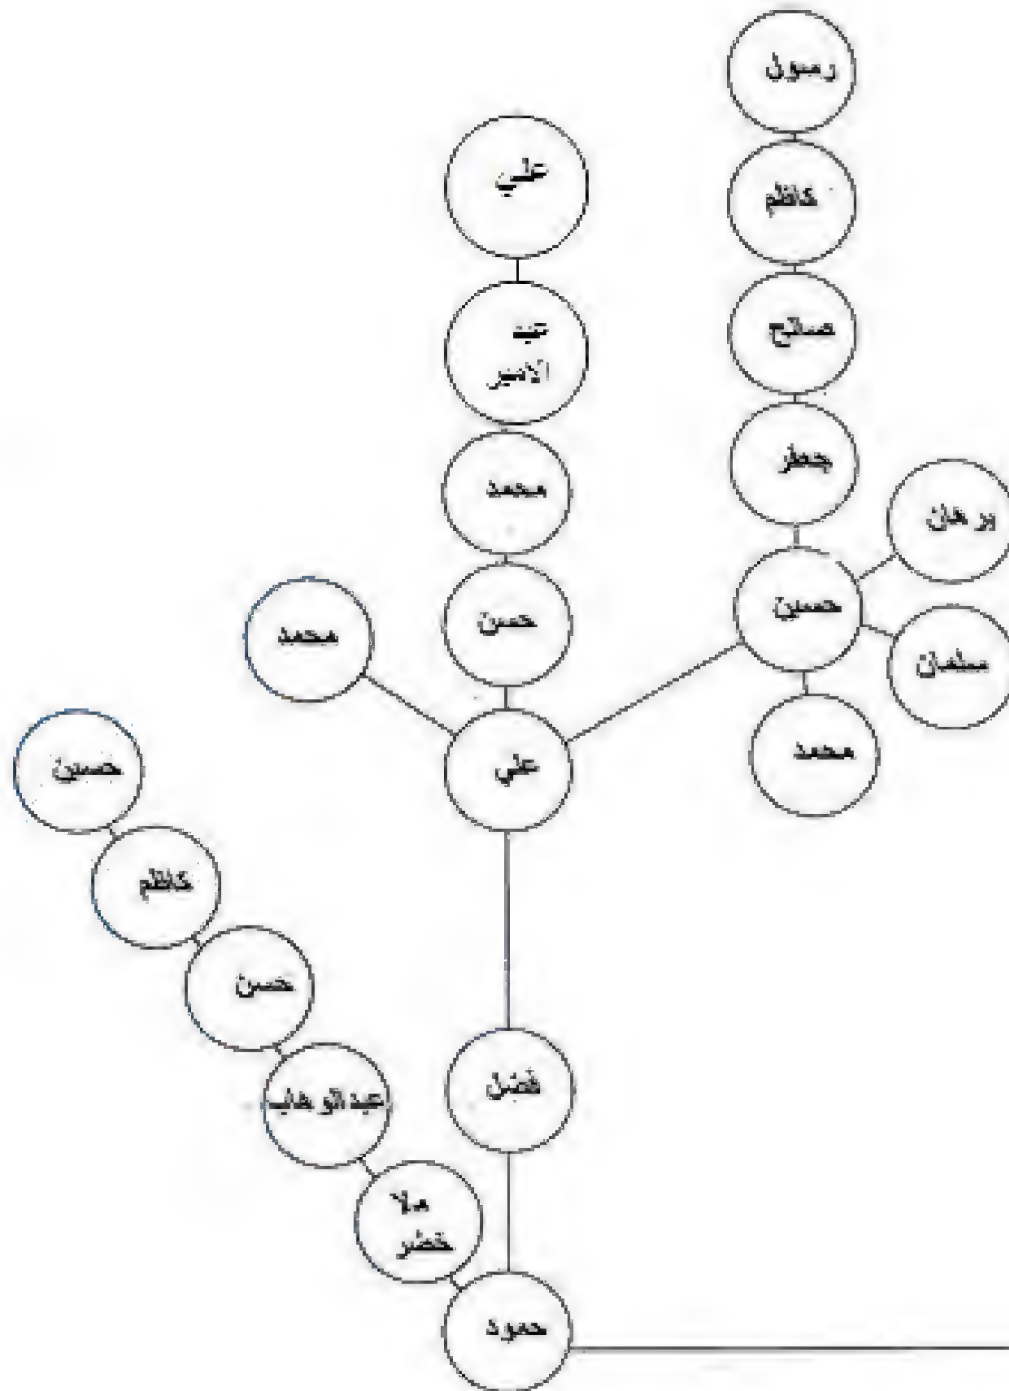 رسول
علي
كاظم
عبد
الامير
صالح
جعفر
محمد
برهان
حسين
حسن
محمد
سلمان
محمد
علي
حسين
كاظم
حسن
فضل
عبدالوهاب
ملا
خضر
حمود